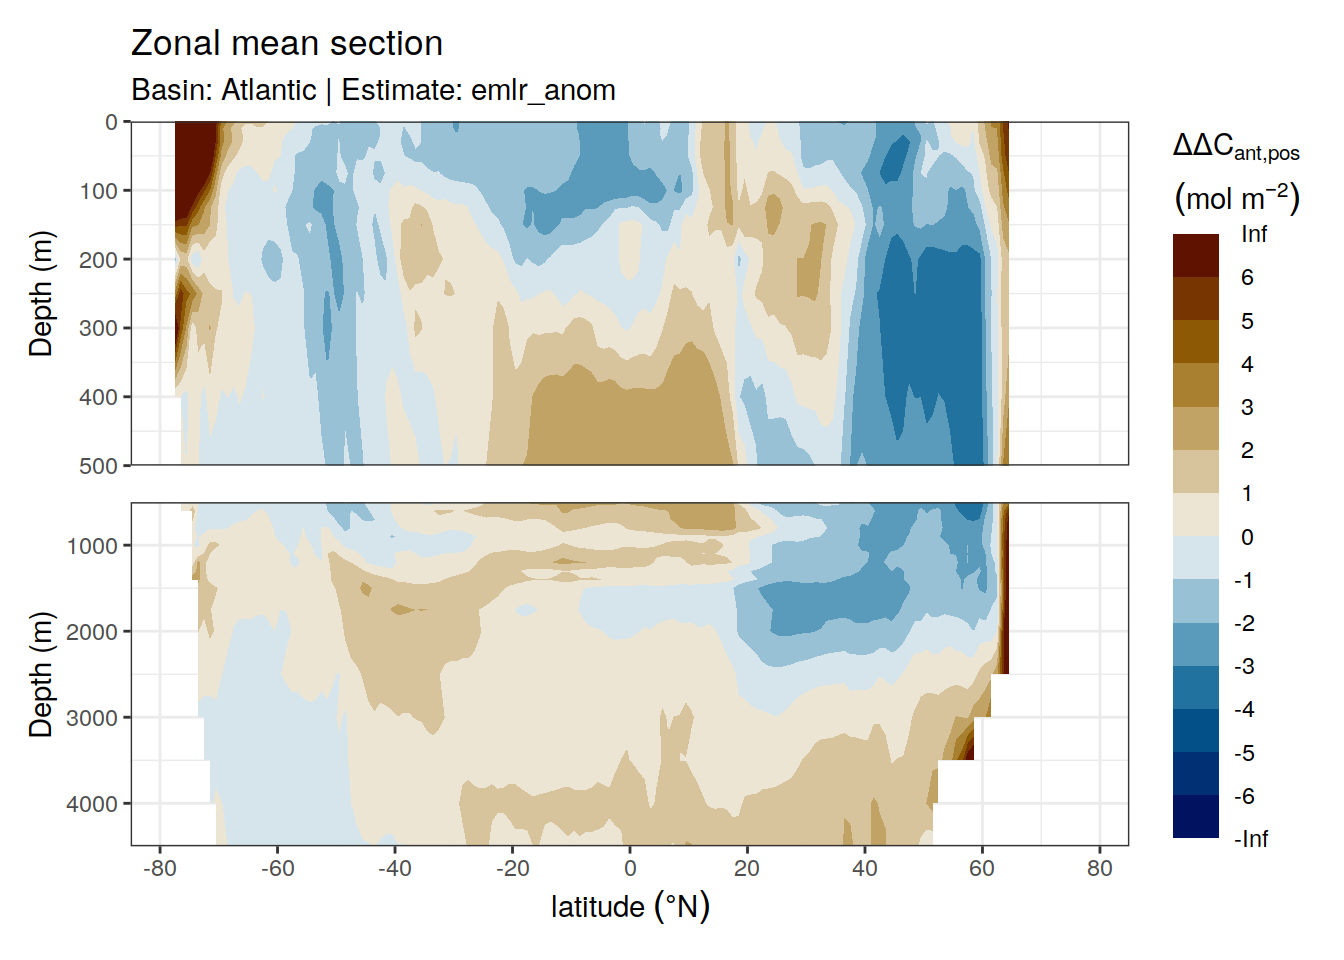 Zonal mean section
Basin: Atlantic | Estimate: emlr_anom
0
100
200
300
400
500
Depth (m)
1000
2000
3000
4000
Depth (m)
-80 -60 -40 -20 0 20 40 60 80
latitude (°N)
ΔΔCant,pos
(mol m−2)
Inf
6
5
4
3
2
1
0
-1
-2
-3
-4
-5
-6
-Inf